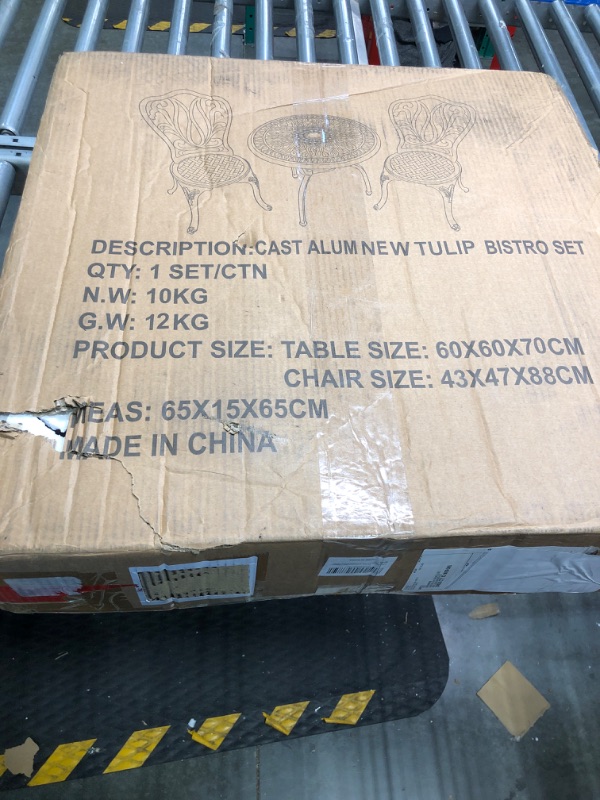 DESCRIPTION:CAST ALUM NEW TULIP BISTRO SET
QTY: 1 SET/CTN
N.W: 10KG
G.W: 12KG
PRODUCT SIZE: TABLE SIZE: 60X60X70CM
CHAIR SIZE: 43X47X88CM
MEAS: 65X15X65CM
MADE IN CHINA